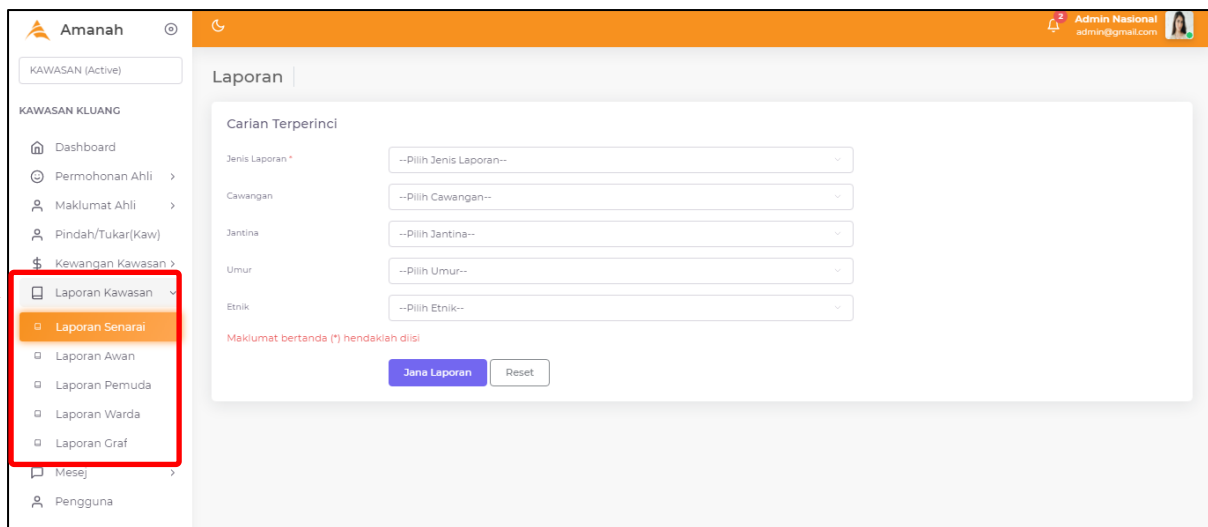 Amanah
KAWASAN (Active)
KAWASAN KLUANG
Dashboard
Permohonan Ahli
Maklumat Ahli
Pindah/Tukar(Kaw)
Kewangan Kawasan
Laporan Kawasan
Laporan Senarai
Laporan Awan
Laporan Pemuda
Laporan Warda
Laporan Graf
Mesej
Pengguna
2
Admin Nasional
admin@gmail.com
Laporan
Carian Terperinci
Jenis Laporan * --Pilih Jenis Laporan--
Cawangan --Pilih Cawangan--
Jantina --Pilih Jantina--
Umur --Pilih Umur--
Etnik --Pilih Etnik--
Maklumat bertanda (*) hendaklah diisi
Jana Laporan Reset